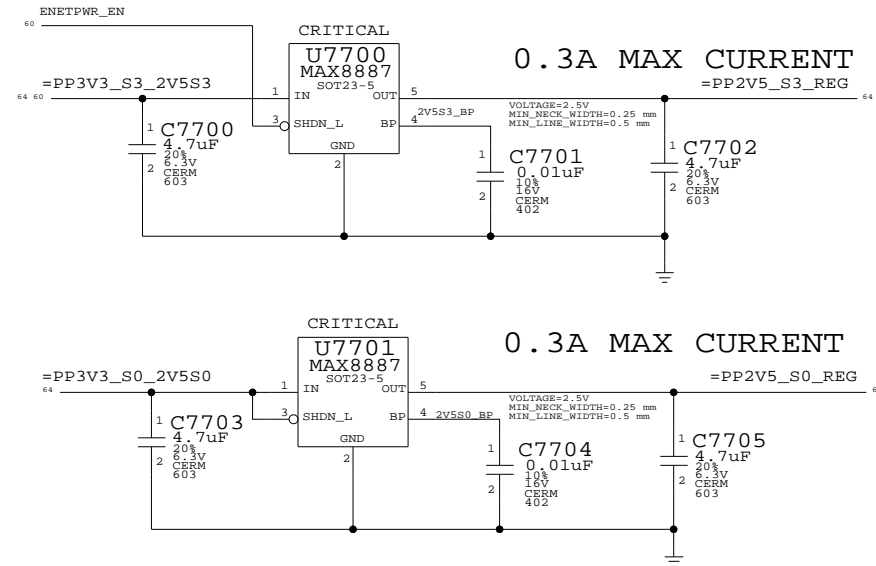 ENETPWR_EN
60
CRITICAL
U7700
MAX8887
SOT23-5
0.3A MAX CURRENT
=PP3V3_S3_2V5S3
=PP2V5_S3_REG
64 60
1
IN
OUT
5
64
VOLTAGE=2.5V
MIN_NECK_WIDTH=0.25 mm
MIN_LINE_WIDTH=0.5 mm
3
SHDN_L
BP
4
2V5S3_BP
GND
2
1
C7700
4.7uF
20%
6.3V
CERM
603
2
1
C7701
0.01uF
10%
16V
CERM
402
2
1
C7702
4.7uF
20%
6.3V
CERM
603
2
CRITICAL
U7701
MAX8887
SOT23-5
0.3A MAX CURRENT
=PP3V3_S0_2V5S0
=PP2V5_S0_REG
64
1
IN
OUT
5
VOLTAGE=2.5V
MIN_NECK_WIDTH=0.25 mm
MIN_LINE_WIDTH=0.5 mm
3
SHDN_L
BP
4
2V5S0_BP
GND
2
1
C7703
4.7uF
20%
6.3V
CERM
603
2
1
C7704
0.01uF
10%
16V
CERM
402
2
1
C7705
4.7uF
20%
6.3V
CERM
603
2